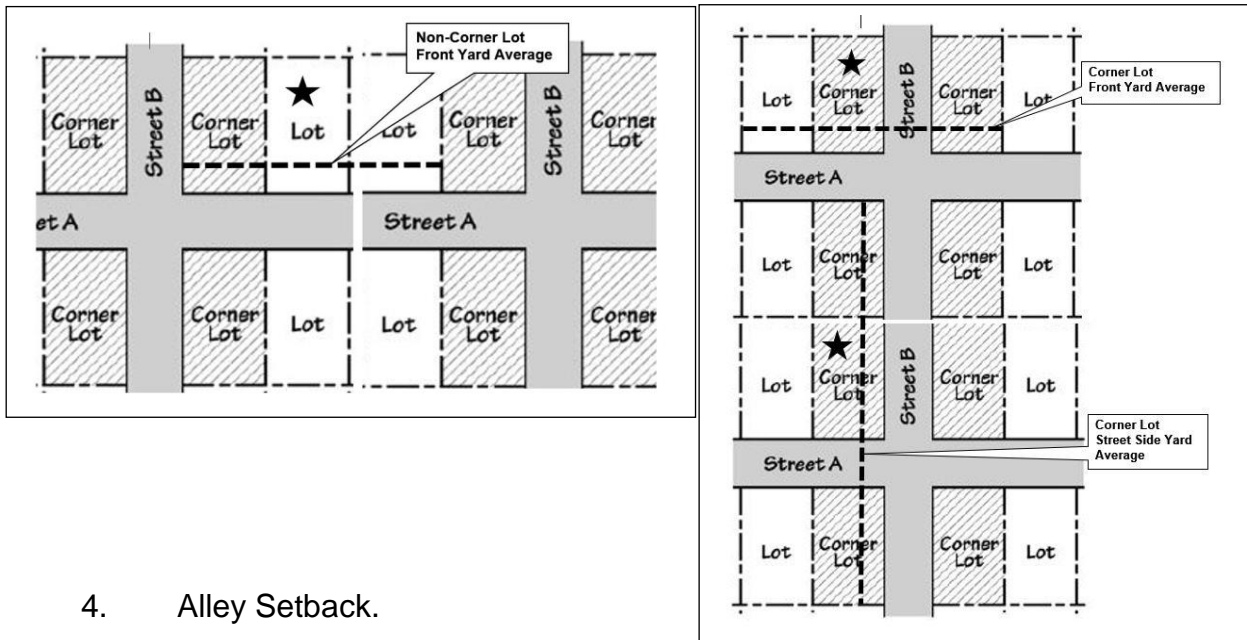 Non-Corner Lot
Front Yard Average
Corner
Lot
Street B
Corner
Lot
Lot
Lot
Corner
Lot
Street B
Corner
Lot
et A
Street A
Corner
Lot
Corner
Lot
Lot
Lot
Corner
Lot
Corner
Lot
Corner Lot
Front Yard Average
Lot
Corner
Lot
Street B
Corner
Lot
Lot
Street A
Lot
Corner
Lot
Corner
Lot
Lot
Lot
Corner
Lot
Street B
Corner
Lot
Lot
Corner Lot
Street Side Yard
Average
Street A
Lot
Corner
Lot
Corner
Lot
Lot
4. Alley Setback.